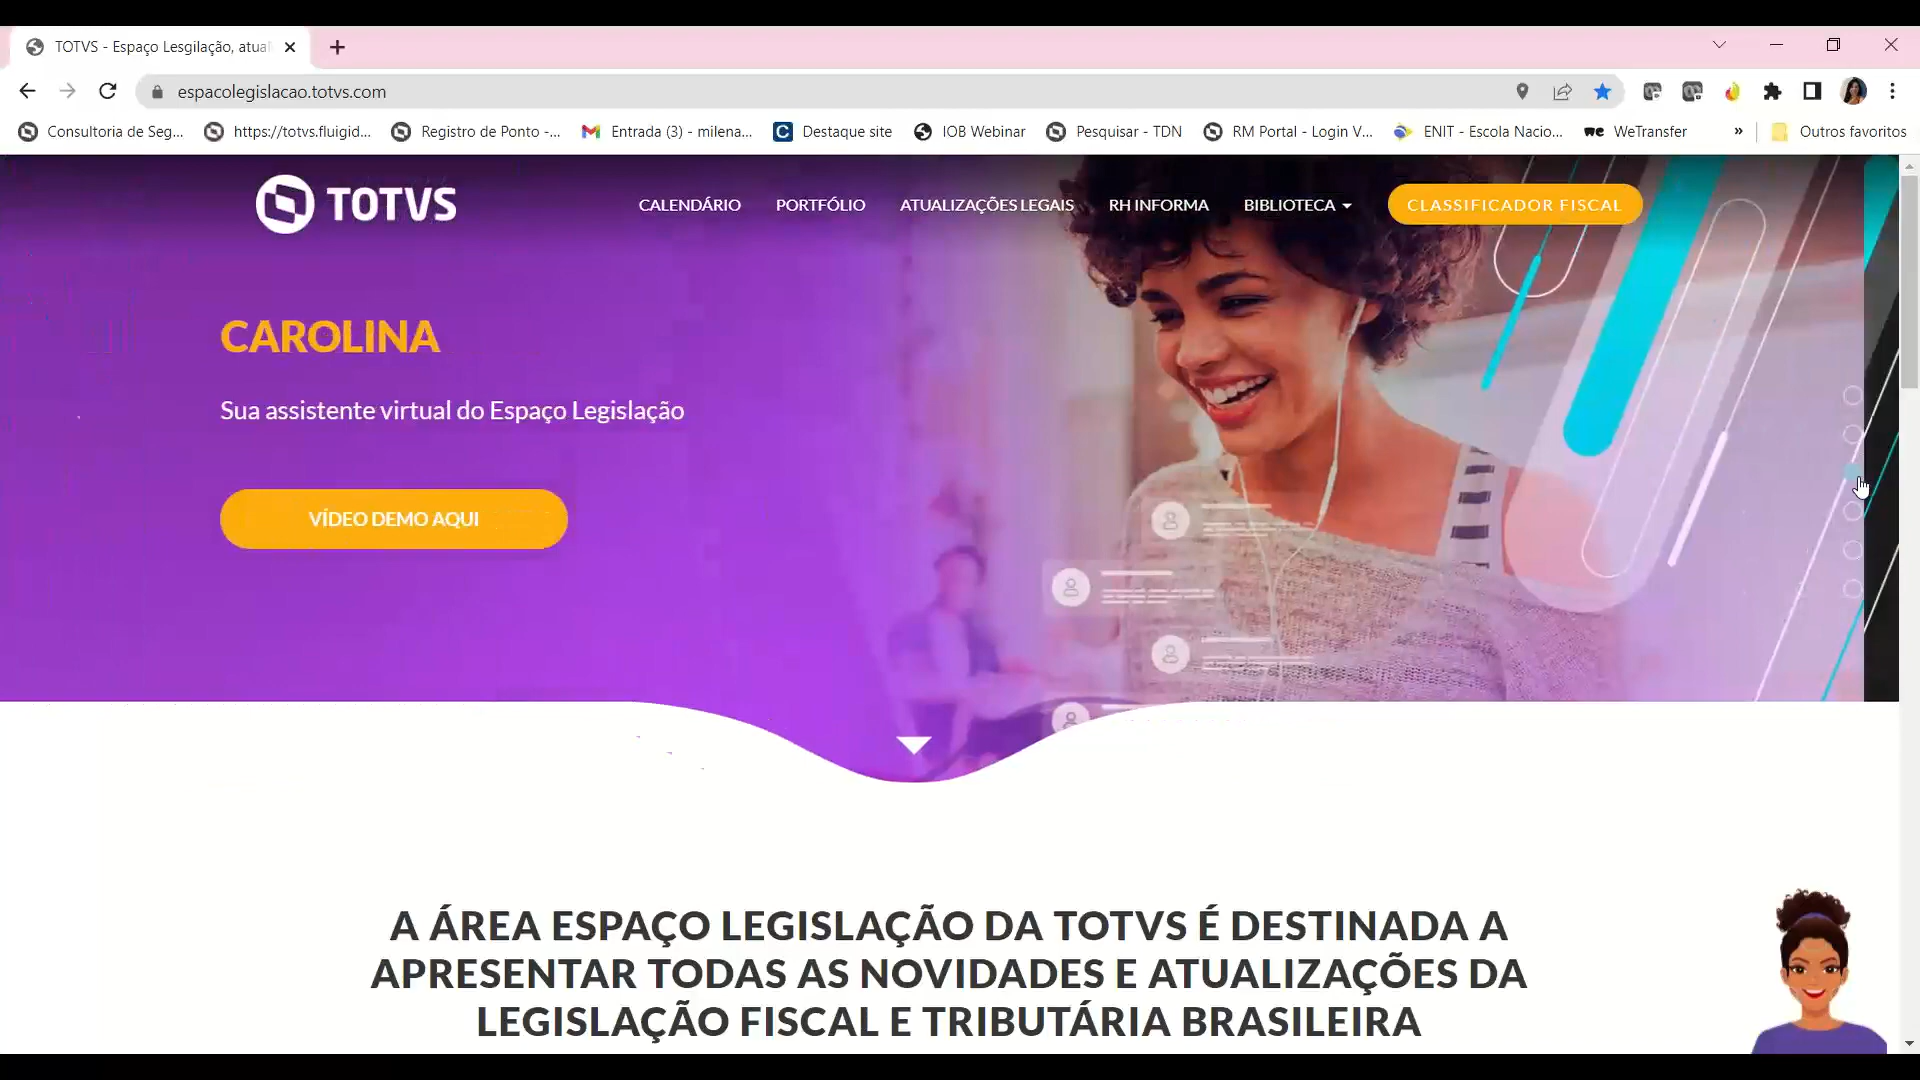 TOTVS - Espaço Lesgilação, atual
espacolegislacao.totvs.com
Consultoria de Seg...
https://totvs.fluigid...
Registro de Ponto -...
Entrada (3) - milena...
Destaque site
IOB Webinar
Pesquisar - TDN
RM Portal - Login V...
ENIT - Escola Nacio...
WeTransfer
»
Outros favoritos
TOTVS
CALENDÁRIO
PORTFÓLIO
ATUALIZAÇÕES LEGAIS
RH INFORMA
BIBLIOTECA
CLASSIFICADOR FISCAL
CAROLINA
Sua assistente virtual do Espaço Legislação
VÍDEO DEMO AQUI
A ÁREA ESPAÇO LEGISLAÇÃO DA TOTVS É DESTINADA A
APRESENTAR TODAS AS NOVIDADES E ATUALIZAÇÕES DA
LEGISLAÇÃO FISCAL E TRIBUTÁRIA BRASILEIRA